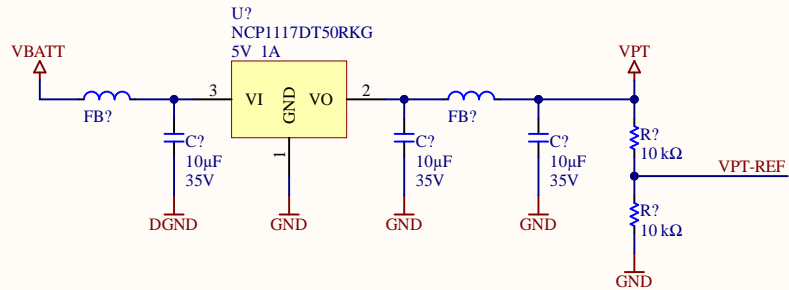 U?
NCP1117DT50RKG
5V 1A
VBATT
VPT
3
VI
GND
VO
2
1
FB?
C?
10µF
35V
FB?
C?
10µF
35V
C?
10µF
35V
R?
10 kΩ
VPT-REF
R?
10 kΩ
DGND
GND
GND
GND
GND